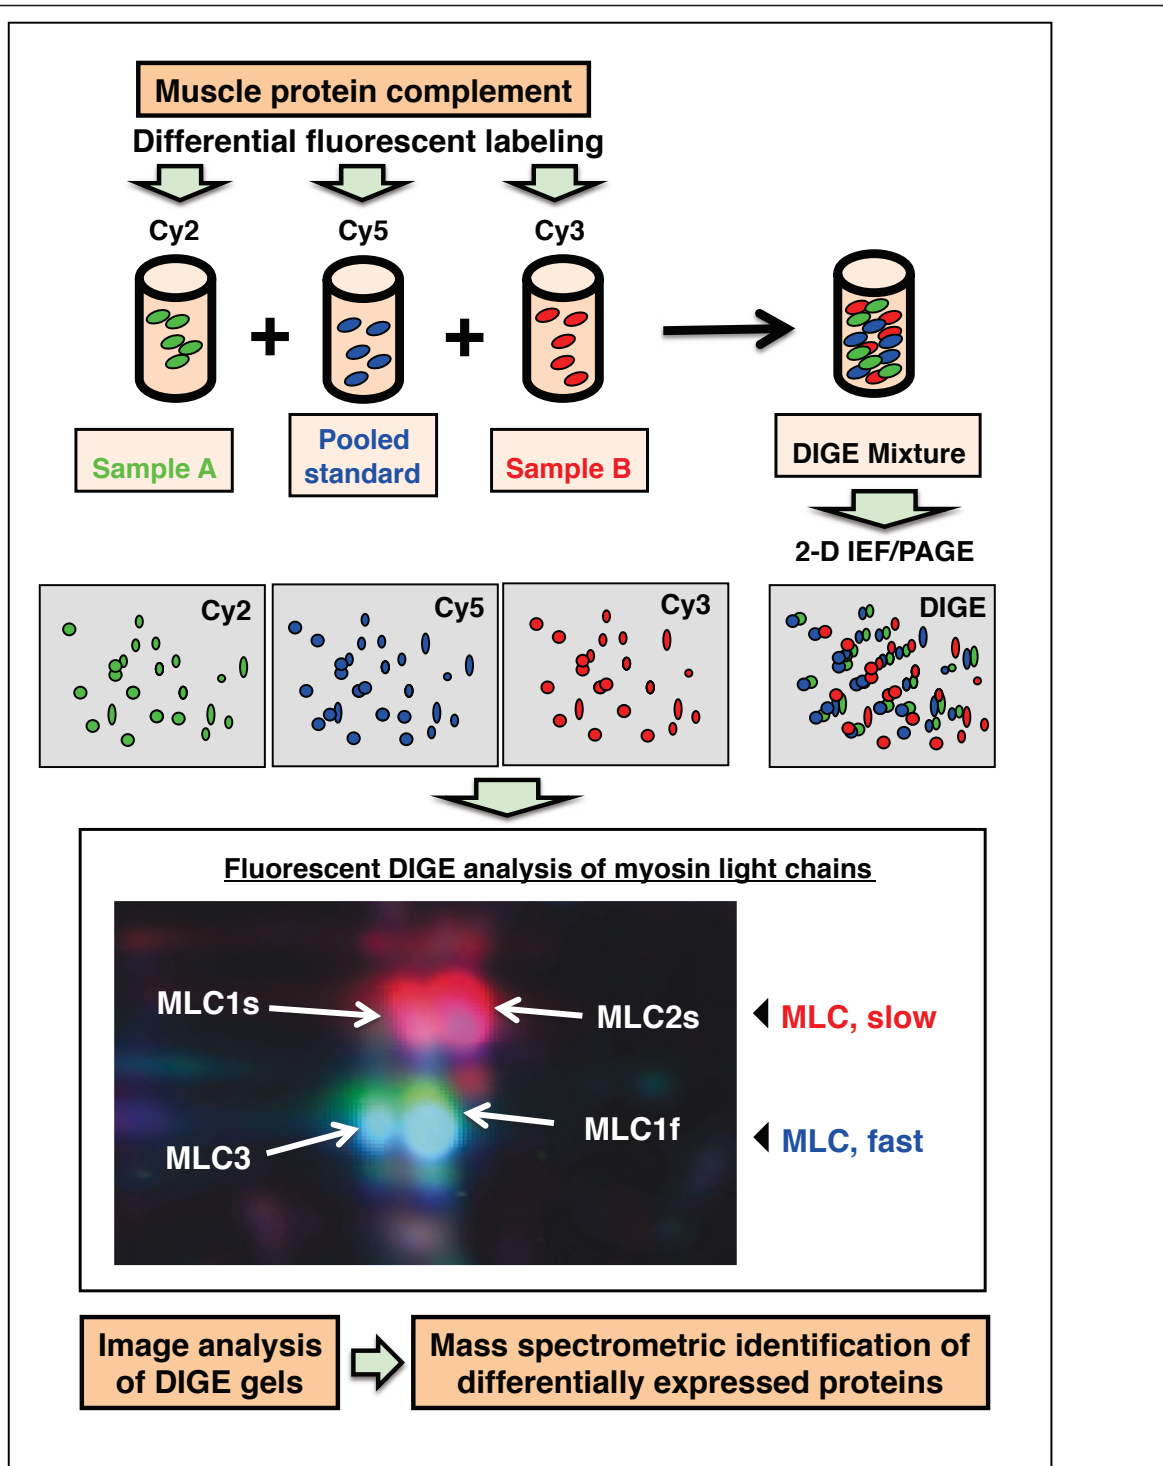 Muscle protein complement
Differential fluorescent labeling
Cy2
Cy5
Cy3
Sample A
Pooled
standard
Sample B
DIGE Mixture
2-D IEF/PAGE
Cy2
Cy5
Cy3
DIGE
Fluorescent DIGE analysis of myosin light chains
MLC1s
MLC2s
MLC, slow
MLC3
MLC1f
MLC, fast
Image analysis
of DIGE gels
Mass spectrometric identification of
differentially expressed proteins